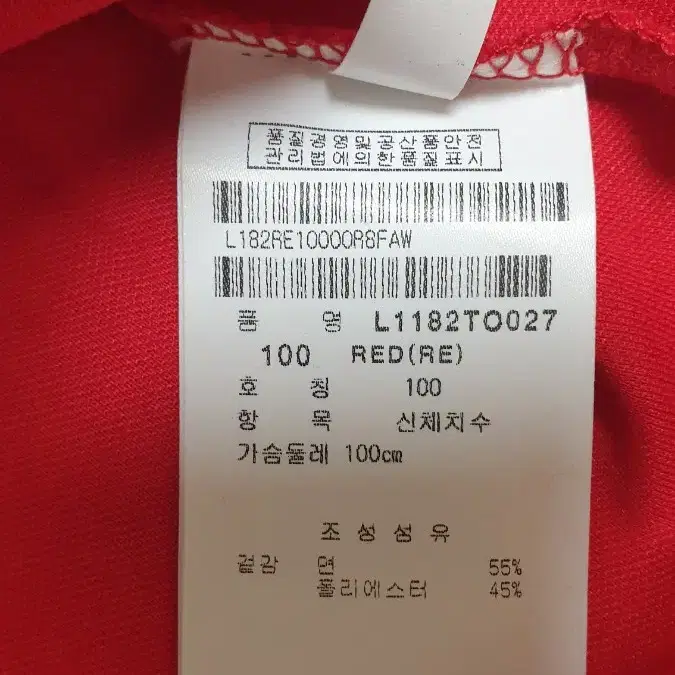 품질경영및공산품안전
관리법에의한품질표시
L182RE10000R8FAW
품 명 L1182TO027
100 RED(RE)
호 칭 100
항 목 신체치수
가슴둘레 100cm
조성섬유
겉감 면 55%
폴리에스터 45%